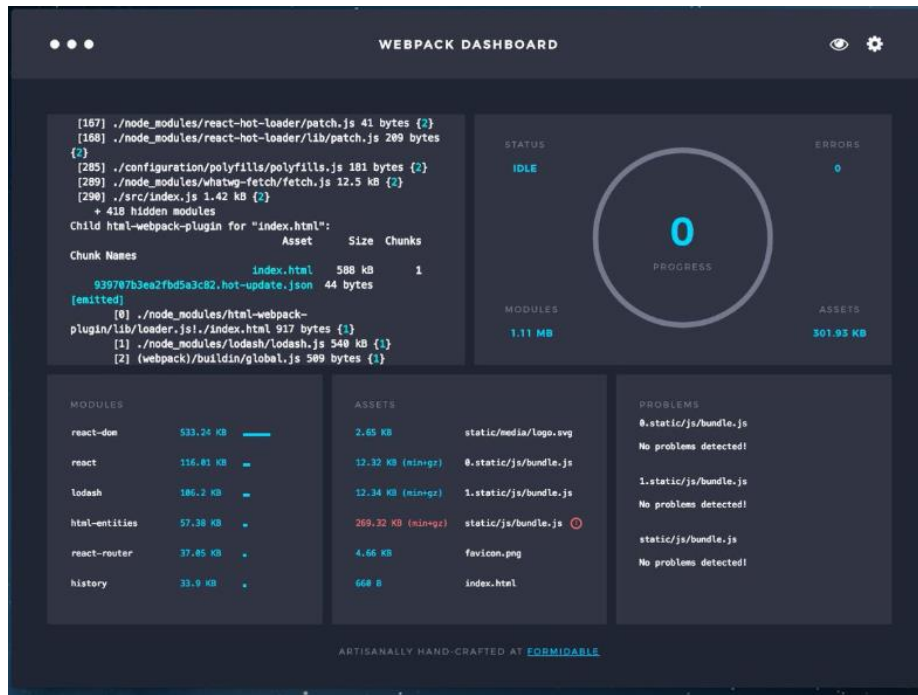 WEBPACK DASHBOARD
[167] ./node_modules/react-hot-loader/patch.js 41 bytes {2}
[168] ./node_modules/react-hot-loader/lib/patch.js 209 bytes
{2}
[285] ./configuration/polyfills/polyfills.js 181 bytes {2}
[289] ./node_modules/whatwg-fetch/fetch.js 12.5 kB {2}
[290] ./src/index.js 1.42 kB {2}
+ 418 hidden modules
Child html-webpack-plugin for "index.html":
Asset Size Chunks
Chunk Names
index.html 588 kB 1
939707b3ea2fbd5a3c82.hot-update.json 44 bytes
[emitted]
[0] ./node_modules/html-webpack-
plugin/lib/loader.js!./index.html 917 bytes {1}
[1] ./node_modules/lodash/lodash.js 540 kB {1}
[2] (webpack)/buildin/global.js 509 bytes {1}
STATUS
IDLE
ERRORS
0
0
PROGRESS
MODULES
1.11 MB
ASSETS
301.93 KB
MODULES
react-dom 533.24 KB
react 116.01 KB
lodash 106.2 KB
html-entities 57.38 KB
react-router 37.05 KB
history 33.9 KB
ASSETS
2.65 KB static/media/logo.svg
12.32 KB (min+gz) 0.static/js/bundle.js
12.34 KB (min+gz) 1.static/js/bundle.js
269.32 KB (min+gz) static/js/bundle.js
4.66 KB favicon.png
660 B index.html
PROBLEMS
0.static/js/bundle.js
No problems detected!
1.static/js/bundle.js
No problems detected!
static/js/bundle.js
No problems detected!
ARTISANALLY HAND-CRAFTED AT FORMIDABLE